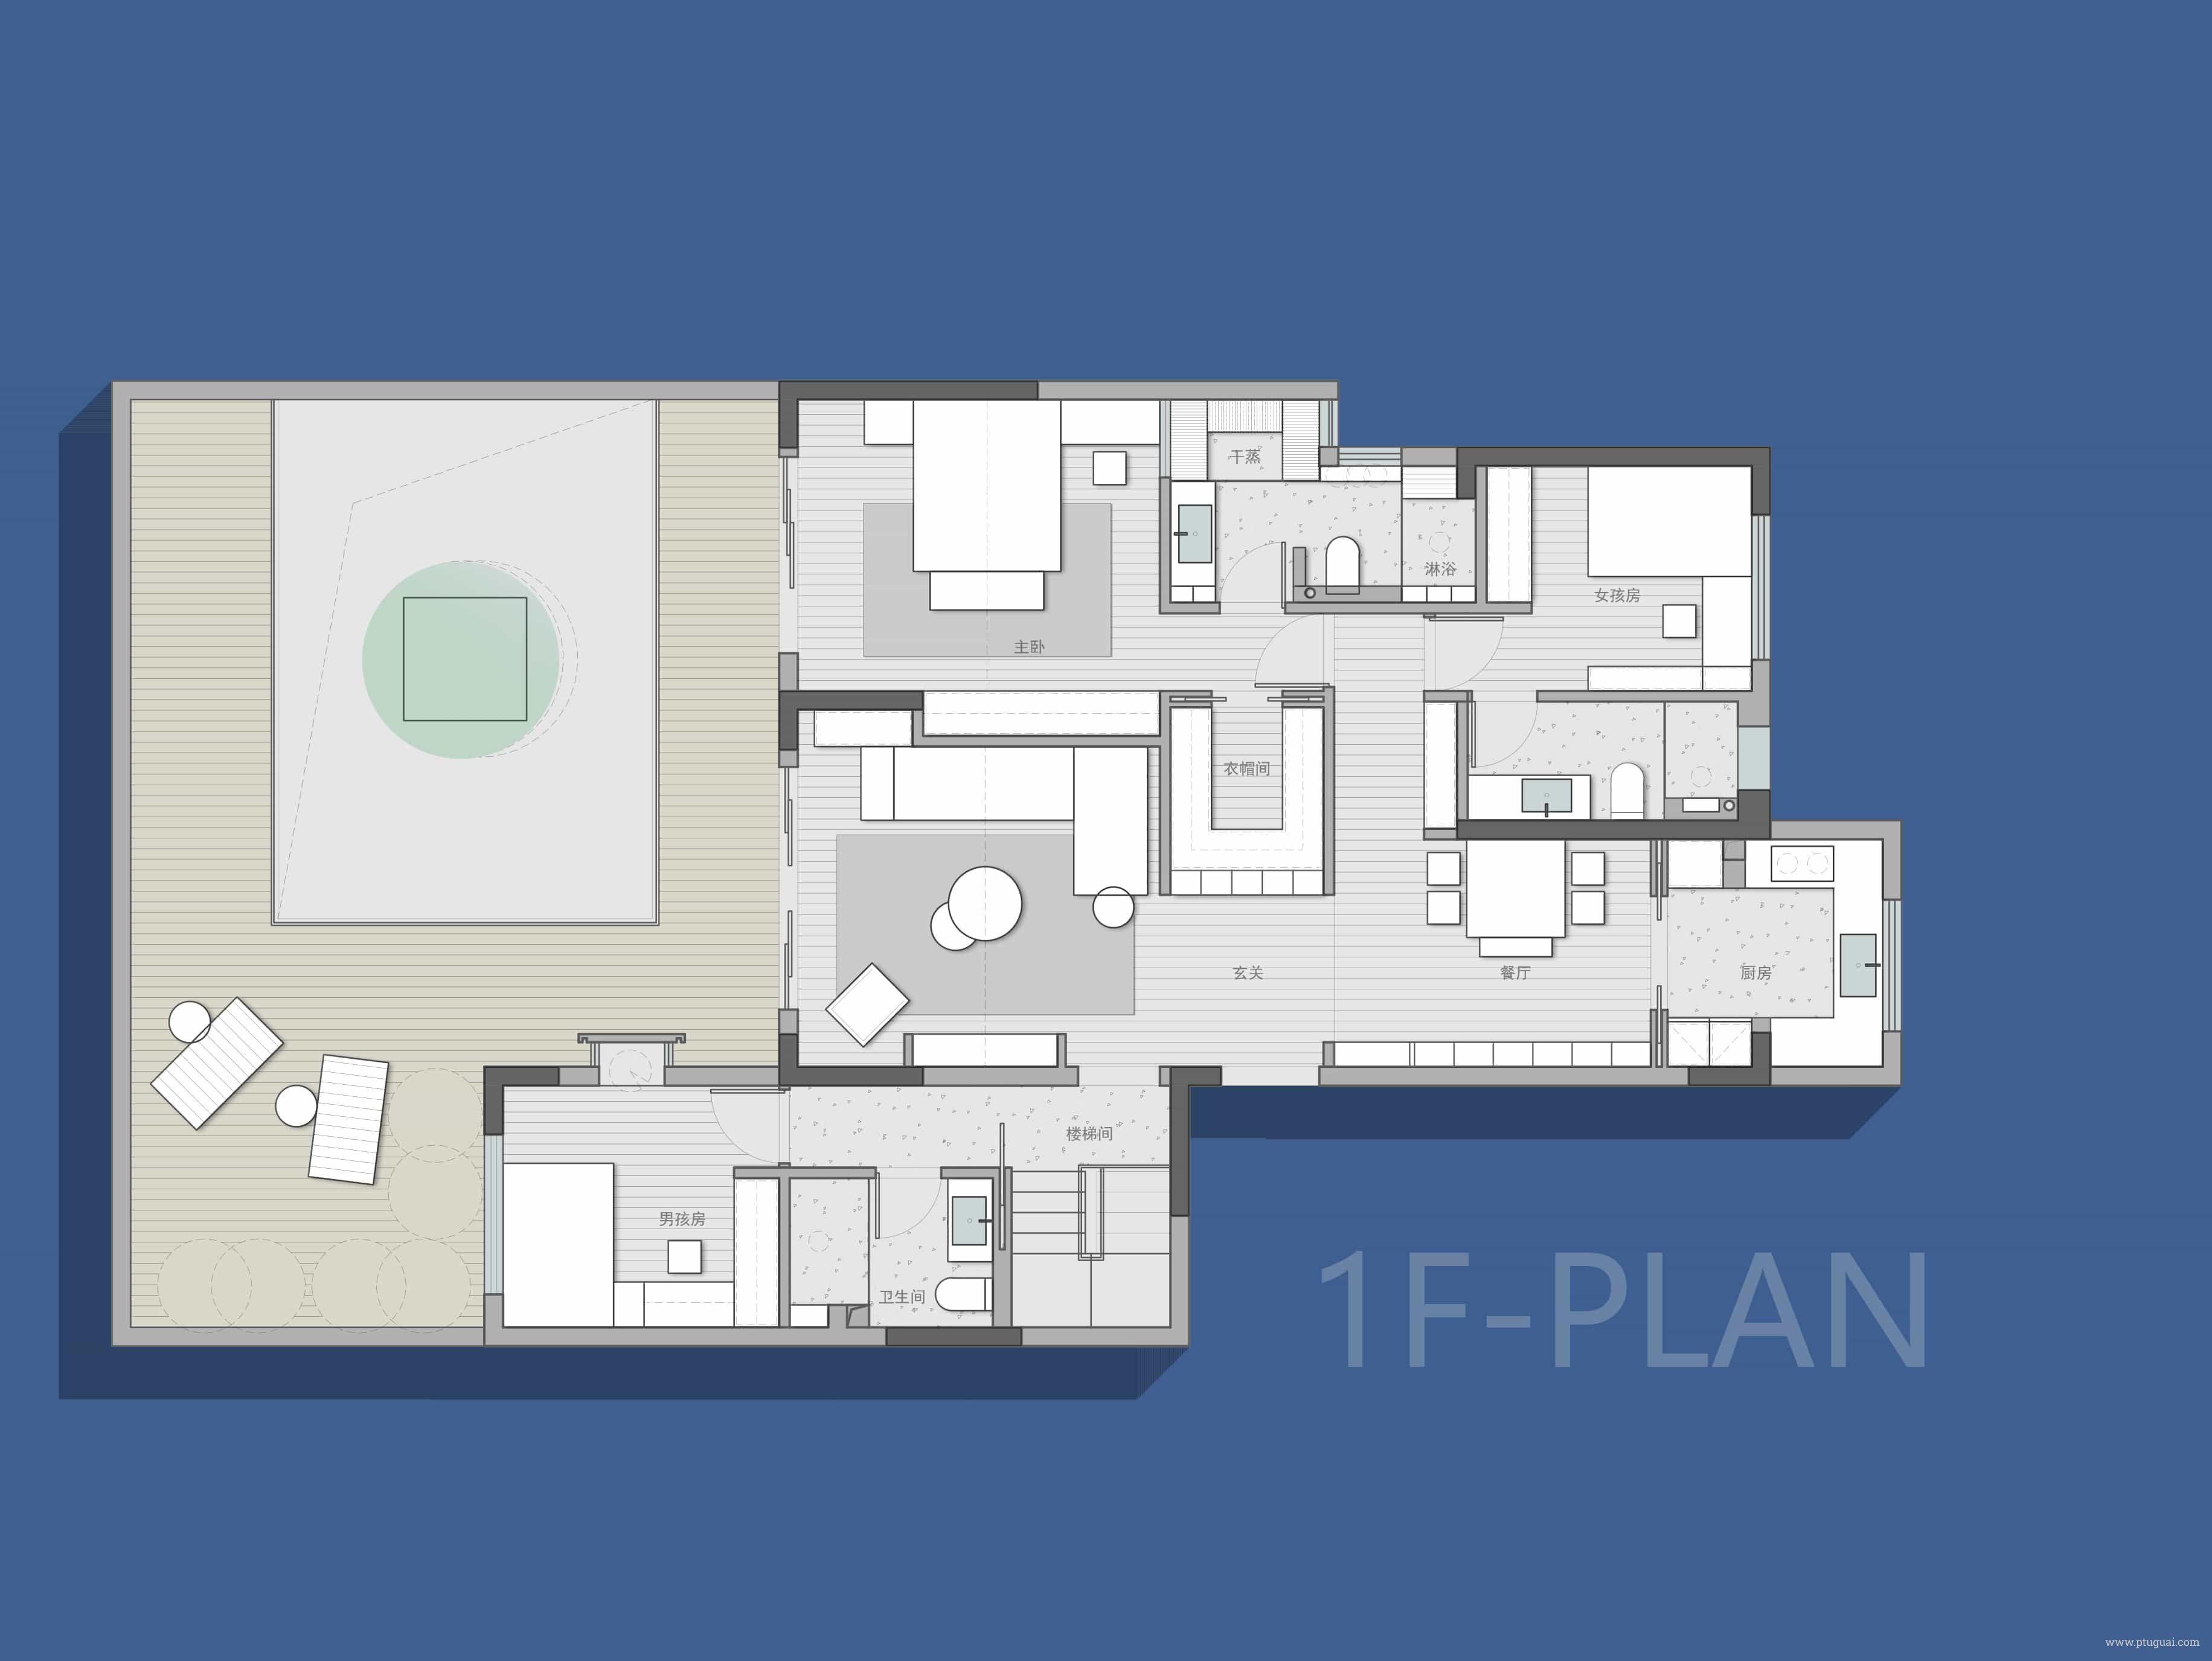 干蒸
淋浴
女孩房
主卧
衣帽间
玄关
餐厅
厨房
楼梯间
男孩房
卫生间
1F-PLAN
www.ptuguai.com